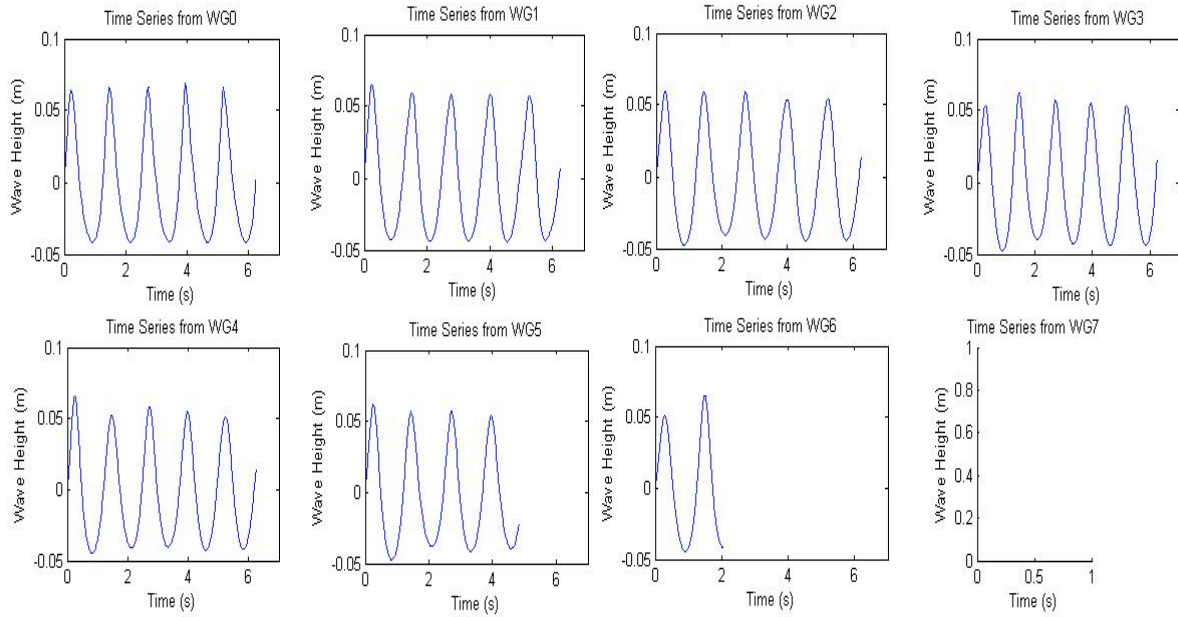 Time Series from WG0
Wave Height (m)
0.1
0.05
0
-0.05
0 2 4 6
Time (s)
Time Series from WG1
Wave Height (m)
0.1
0.05
0
-0.05
0 2 4 6
Time (s)
Time Series from WG2
Wave Height (m)
0.1
0.05
0
-0.05
0 2 4 6
Time (s)
Time Series from WG3
Wave Height (m)
0.1
0.05
0
-0.05
0 2 4 6
Time (s)
Time Series from WG4
Wave Height (m)
0.1
0.05
0
-0.05
0 2 4 6
Time (s)
Time Series from WG5
Wave Height (m)
0.1
0.05
0
-0.05
0 2 4 6
Time (s)
Time Series from WG6
Wave Height (m)
0.1
0.05
0
-0.05
0 2 4 6
Time (s)
Time Series from WG7
Wave Height (m)
1
0.8
0.6
0.4
0.2
0
0 0.5 1
Time (s)